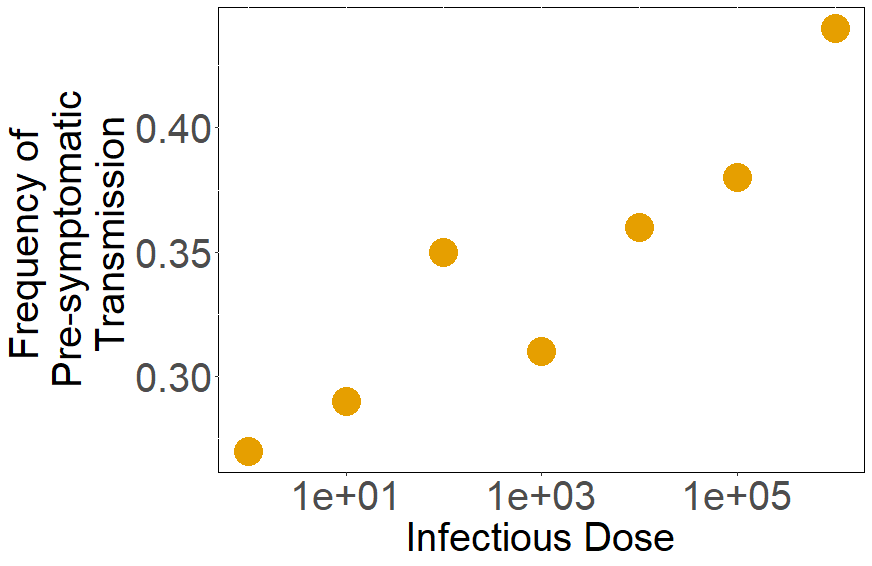 Frequency of
Pre-symptomatic
Transmission
0.40
0.35
0.30
1e+01 1e+03 1e+05
Infectious Dose